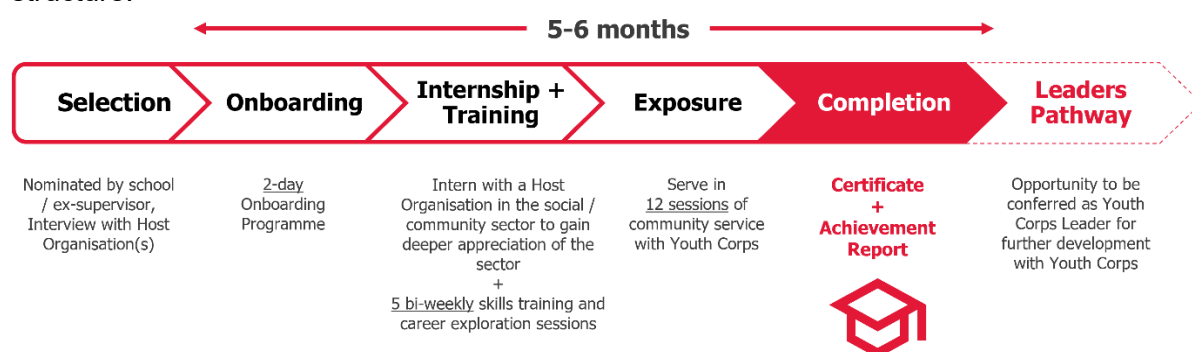 structure:
5-6 months
Selection
Onboarding
Internship +
Training
Exposure
Completion
Leaders
Pathway
Nominated by school
/ ex-supervisor,
Interview with Host
Organisation(s)
2-day
Onboarding
Programme
Intern with a Host
Organisation in the social /
community sector to gain
deeper appreciation of the
sector
+
5 bi-weekly skills training and
career exploration sessions
Serve in
12 sessions of
community service
with Youth Corps
Certificate
+
Achievement
Report
Opportunity to be
conferred as Youth
Corps Leader for
further development
with Youth Corps